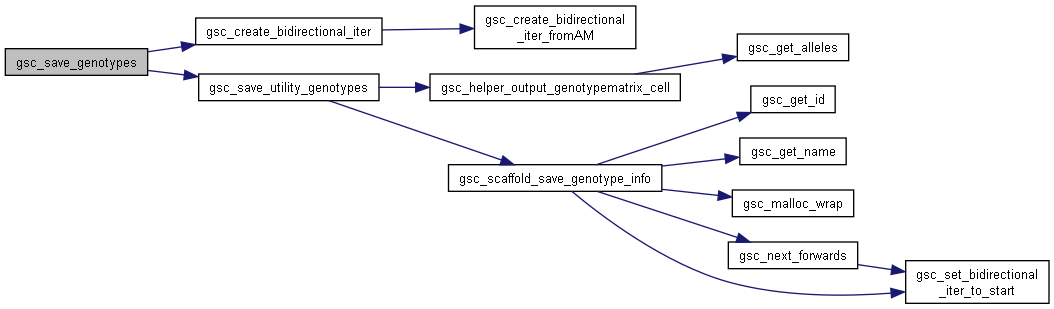 gsc_save_genotypes
gsc_create_bidirectional_iter
gsc_create_bidirectional
_iter_fromAM
gsc_save_utility_genotypes
gsc_helper_output_genotypematrix_cell
gsc_get_alleles
gsc_scaffold_save_genotype_info
gsc_get_id
gsc_get_name
gsc_malloc_wrap
gsc_next_forwards
gsc_set_bidirectional
_iter_to_start